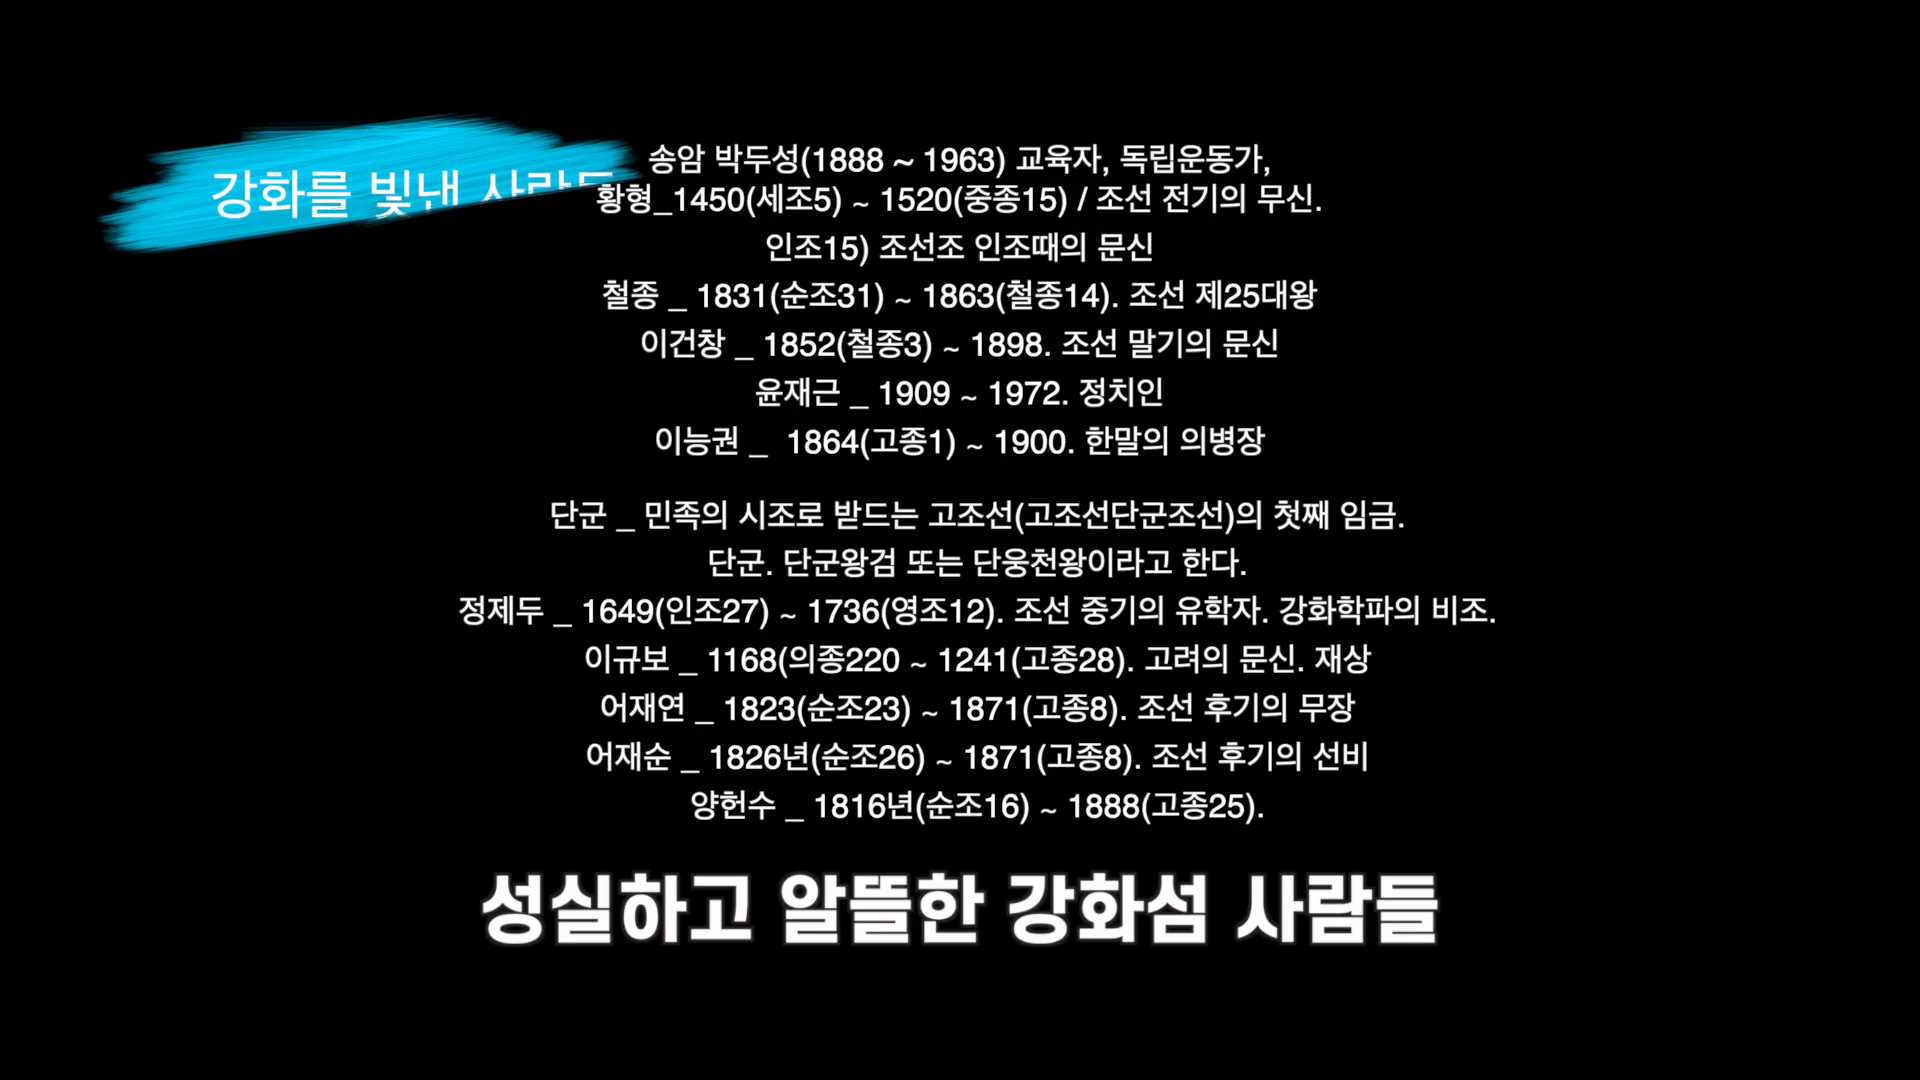 강화를 빛낸 사람들
송암 박두성(1888 ~ 1963) 교육자, 독립운동가,
황형_1450(세조5) ~ 1520(중종15) / 조선 전기의 무신.
인조15) 조선조 인조때의 문신
철종 _ 1831(순조31) ~ 1863(철종14). 조선 제25대왕
이건창 _ 1852(철종3) ~ 1898. 조선 말기의 문신
윤재근 _ 1909 ~ 1972. 정치인
이능권 _ 1864(고종1) ~ 1900. 한말의 의병장
단군 _ 민족의 시조로 받드는 고조선(고조선단군조선)의 첫째 임금.
단군. 단군왕검 또는 단웅천왕이라고 한다.
정제두 _ 1649(인조27) ~ 1736(영조12). 조선 중기의 유학자. 강화학파의 비조.
이규보 _ 1168(의종220 ~ 1241(고종28). 고려의 문신. 재상
어재연 _ 1823(순조23) ~ 1871(고종8). 조선 후기의 무장
어재순 _ 1826년(순조26) ~ 1871(고종8). 조선 후기의 선비
양헌수 _ 1816년(순조16) ~ 1888(고종25).
성실하고 알뜰한 강화섬 사람들